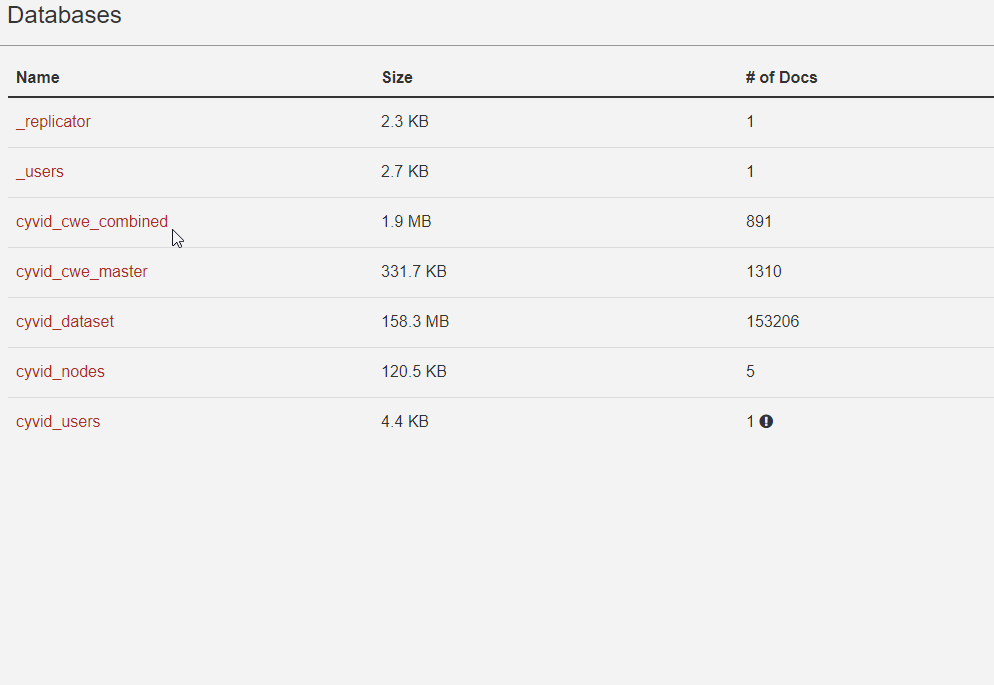 Databases
Name Size # of Docs
_replicator 2.3 KB 1
_users 2.7 KB 1
cyvid_cwe_combined 1.9 MB 891
cyvid_cwe_master 331.7 KB 1310
cyvid_dataset 158.3 MB 153206
cyvid_nodes 120.5 KB 5
cyvid_users 4.4 KB 1